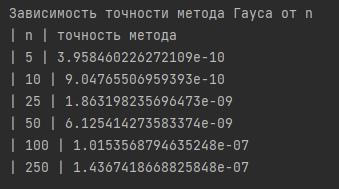 Зависимость точности метода Гауса от n
| n | точность метода
| 5 | 3.958460226272109e-10
| 10 | 9.04765506959393e-10
| 25 | 1.863198235696473e-09
| 50 | 6.125414273583374e-09
| 100 | 1.0153568794635248e-07
| 250 | 1.4367418668825848e-07